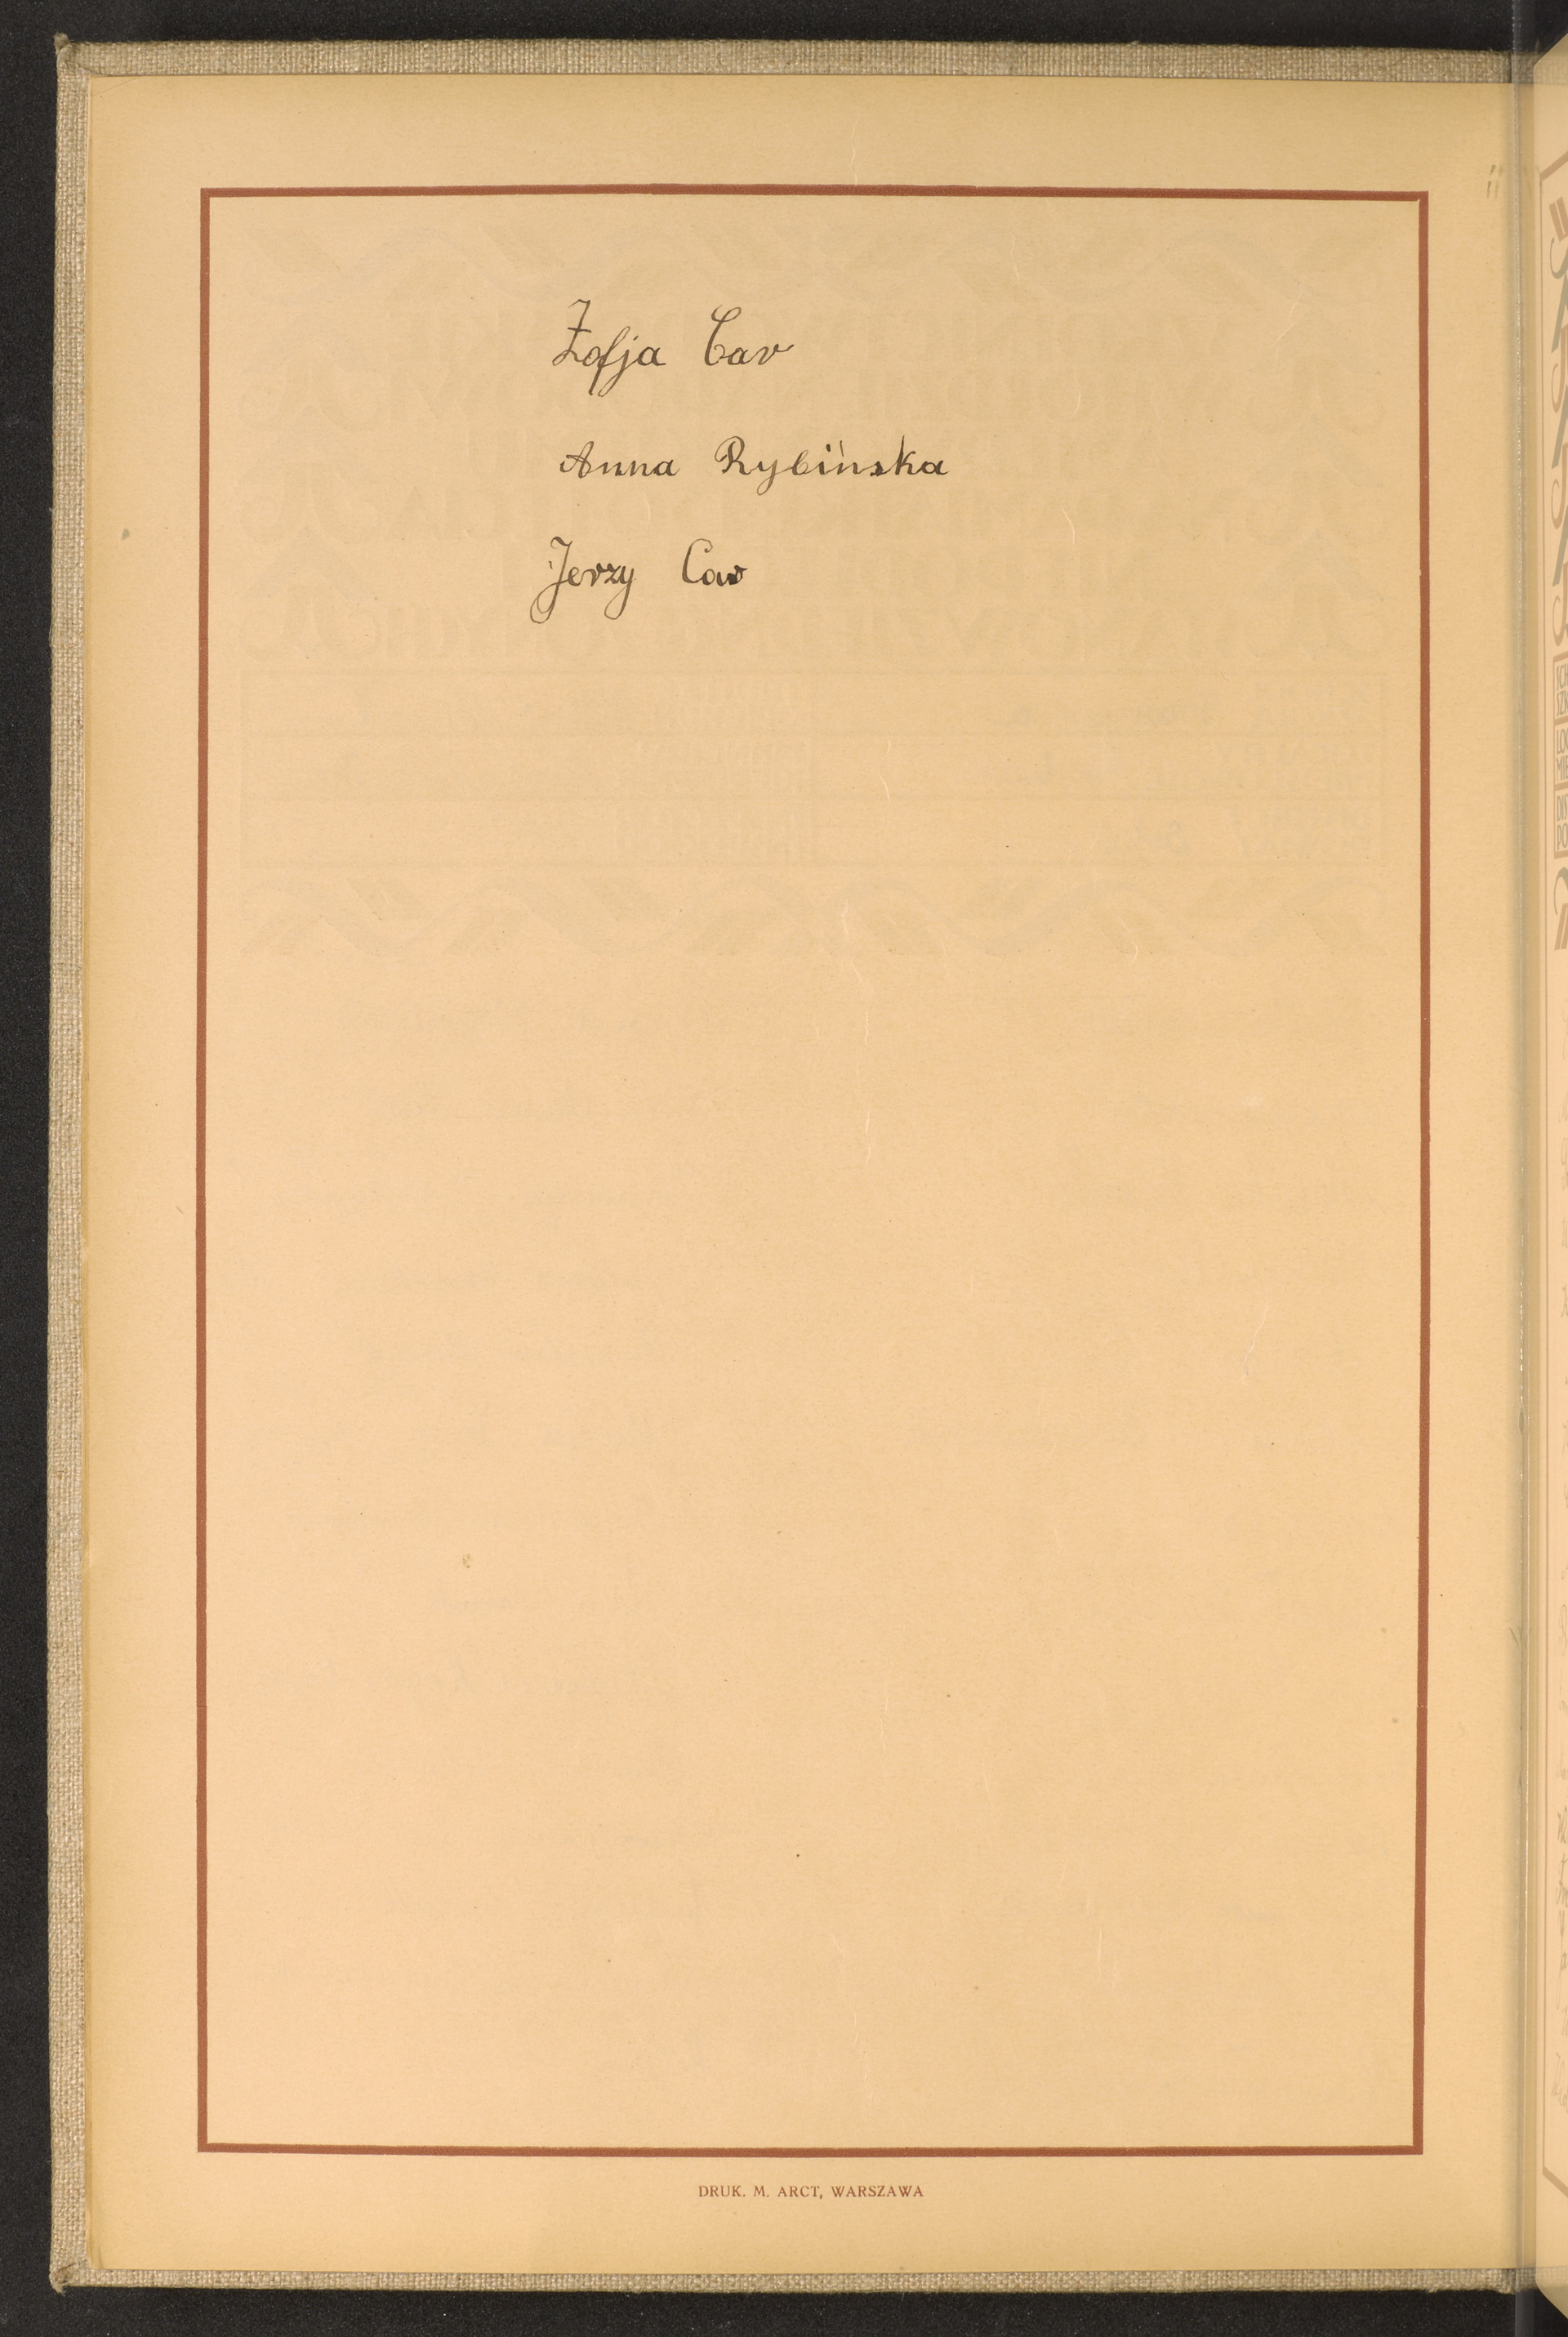 Zofja Car
Anna Rybińska
Jerzy Car
DRUK. M. ARCT, WARSZAWA